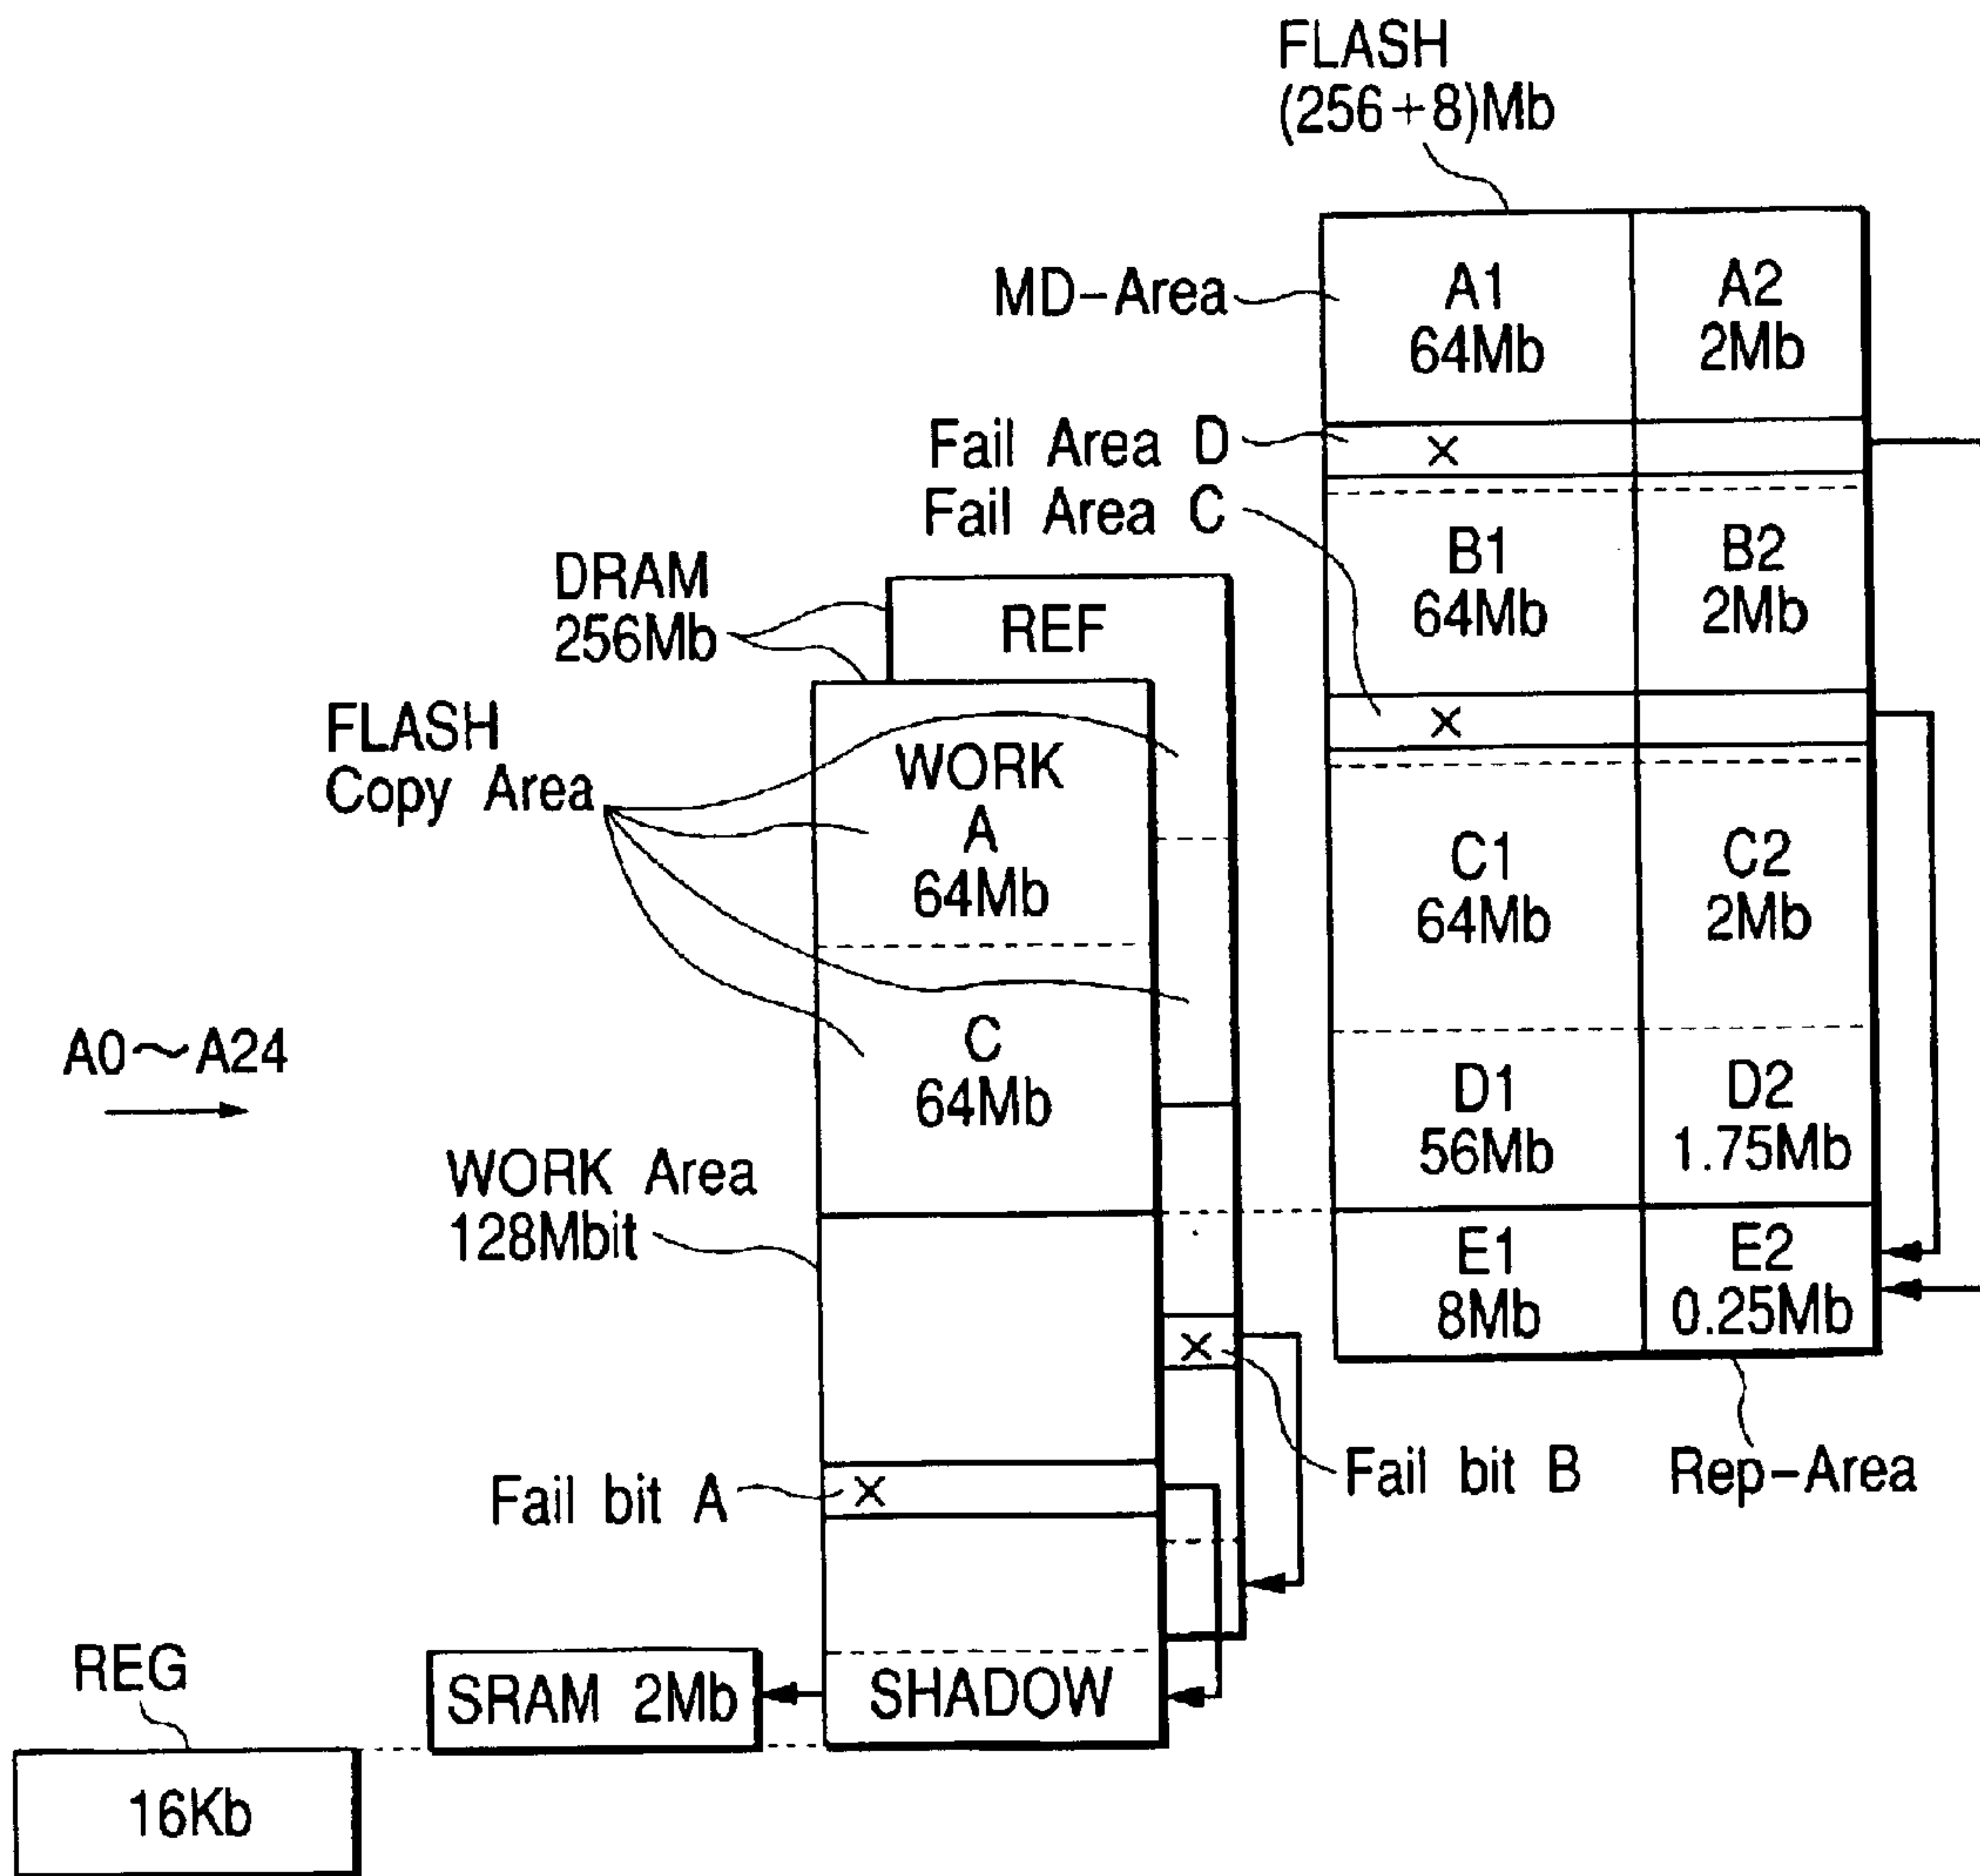 FLASH
(256+8)Mb
MD-Area
A1
64Mb
A2
2Mb
Fail Area D
×
Fail Area C
B1
64Mb
B2
2Mb
×
DRAM
256Mb
REF
FLASH
Copy Area
WORK
A
64Mb
C1
64Mb
C2
2Mb
A0~A24
C
64Mb
D1
56Mb
D2
1.75Mb
WORK Area
128Mbit
E1
8Mb
E2
0.25Mb
×
Fail bit A
×
Fail bit B
Rep-Area
REG
SRAM 2Mb
SHADOW
16Kb